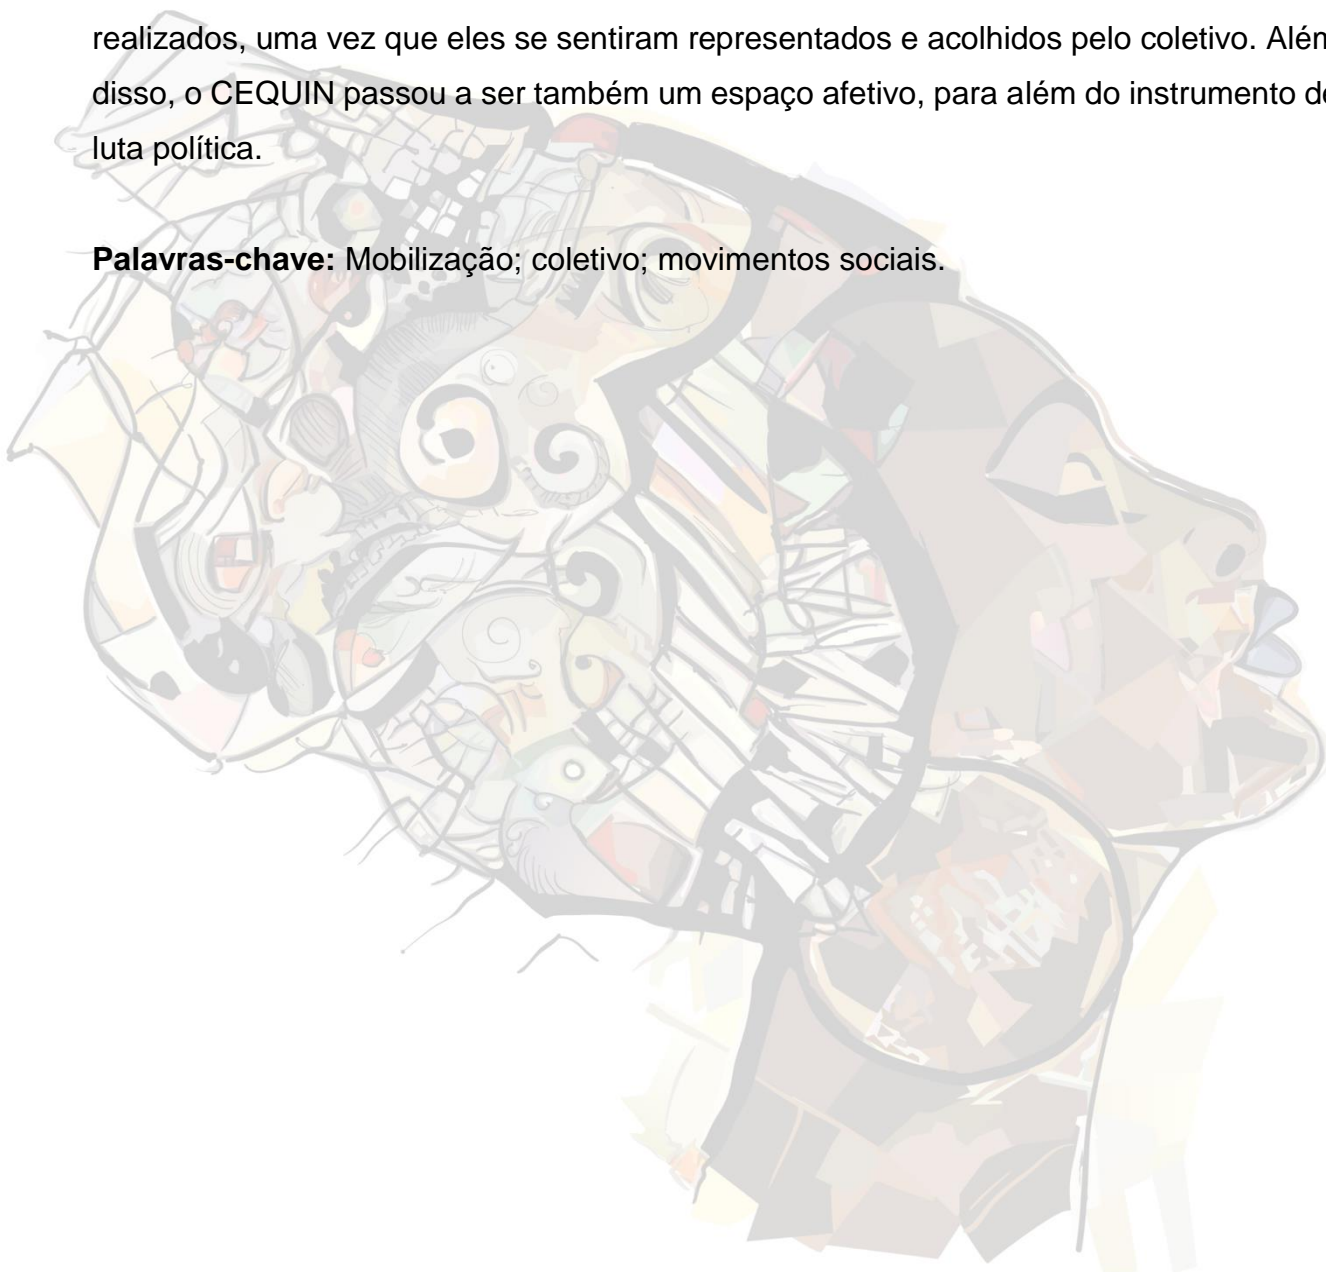 realizados, uma vez que eles se sentiram representados e acolhidos pelo coletivo. Além
disso, o CEQUIN passou a ser também um espaço afetivo, para além do instrumento de
luta política.
Palavras-chave: Mobilização; coletivo; movimentos sociais.